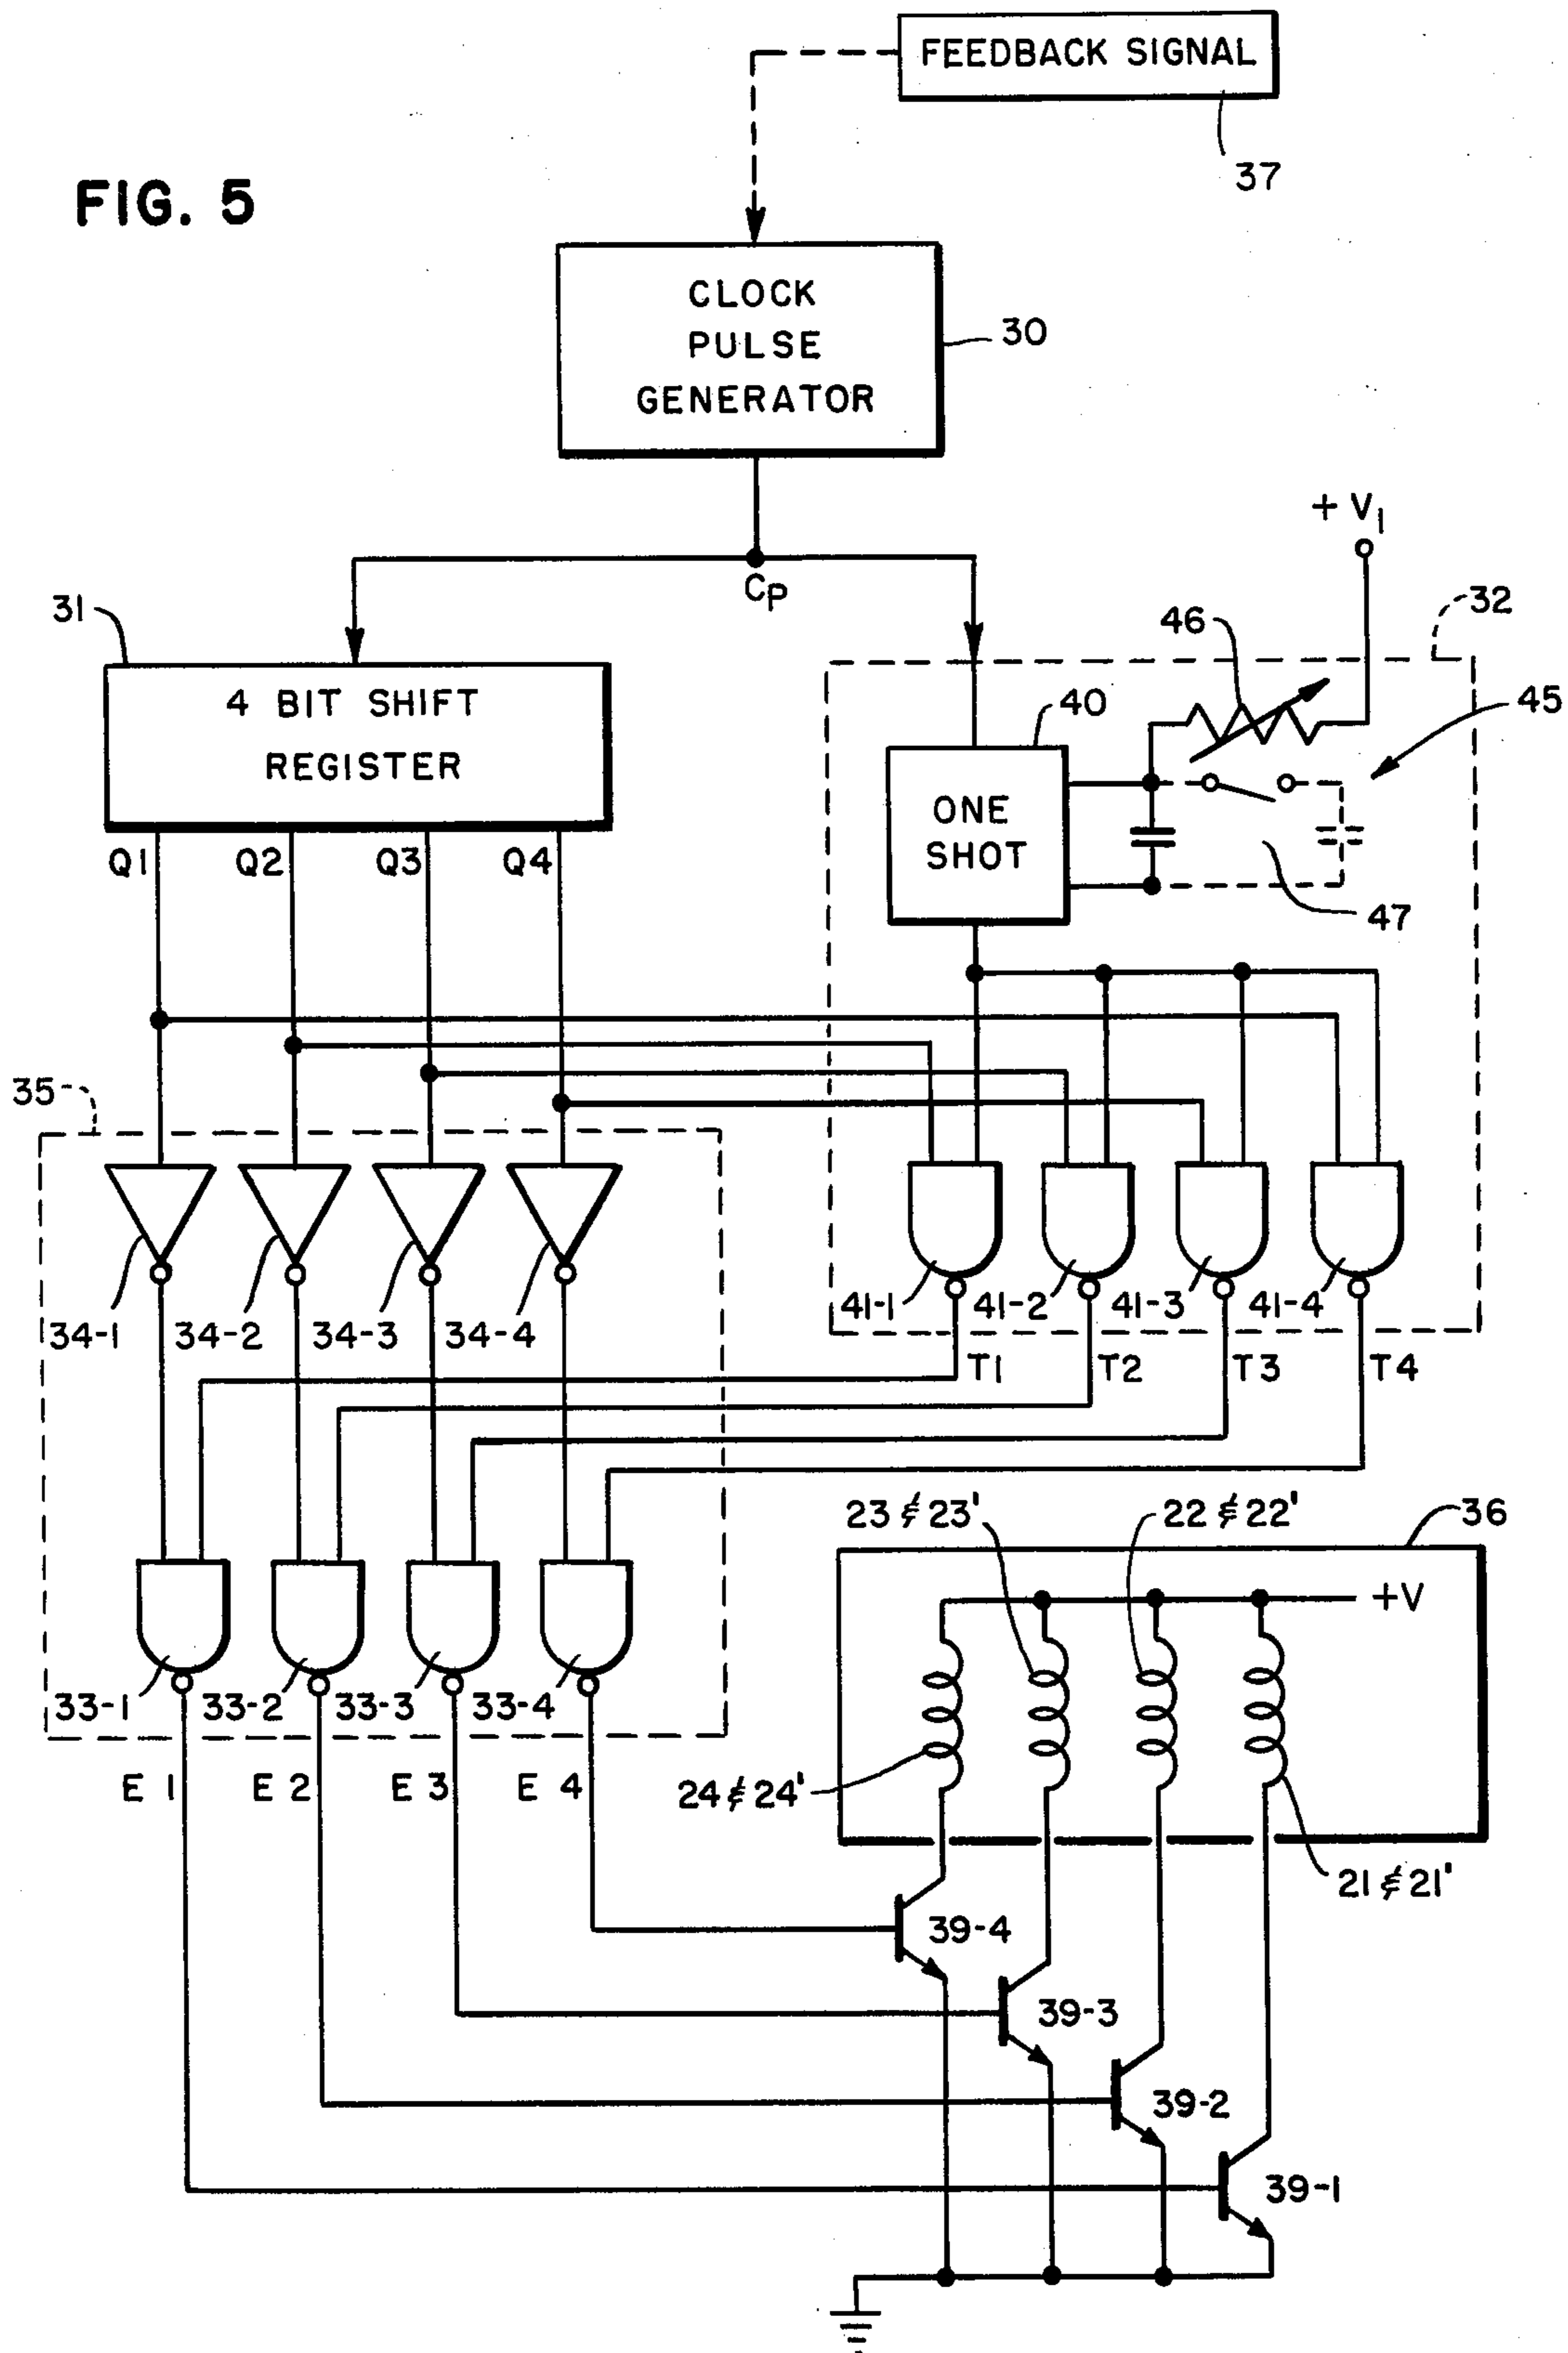 FEEDBACK SIGNAL
37
FIG. 5
CLOCK
PULSE
GENERATOR
30
+ V1
CP
31
32
46
45
4 BIT SHIFT
REGISTER
40
ONE
SHOT
47
Q1 Q2 Q3 Q4
35
34-1 34-2 34-3 34-4
41-1 41-2 41-3 41-4
T1 T2 T3 T4
23 & 23' 22 & 22' 36
+V
33-1 33-2 33-3 33-4
E 1 E 2 E 3 E 4
24 & 24'
21 & 21'
39-4
39-3
39-2
39-1